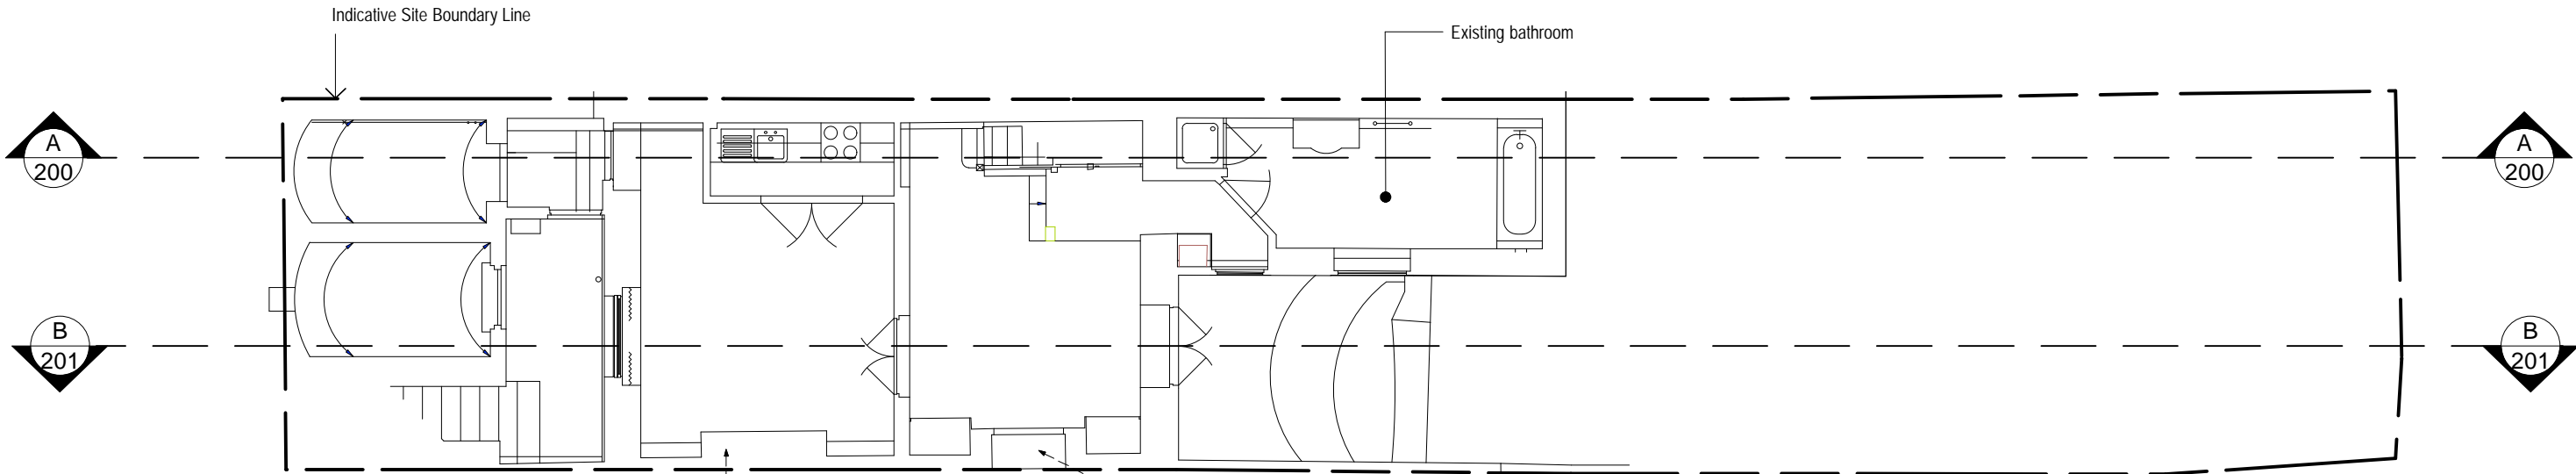 Indicative Site Boundary Line
Existing bathroom
A
200
A
200
B
201
B
201